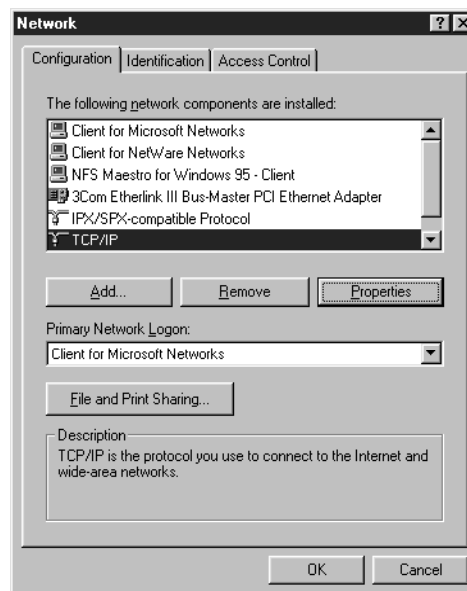 Network
Configuration Identification Access Control
The following network components are installed:
Client for Microsoft Networks
Client for NetWare Networks
NFS Maestro for Windows 95 - Client
3Com Etherlink III Bus-Master PCI Ethernet Adapter
IPX/SPX-compatible Protocol
TCP/IP
Add... Remove Properties
Primary Network Logon:
Client for Microsoft Networks
File and Print Sharing...
Description
TCP/IP is the protocol you use to connect to the Internet and
wide-area networks.
OK Cancel